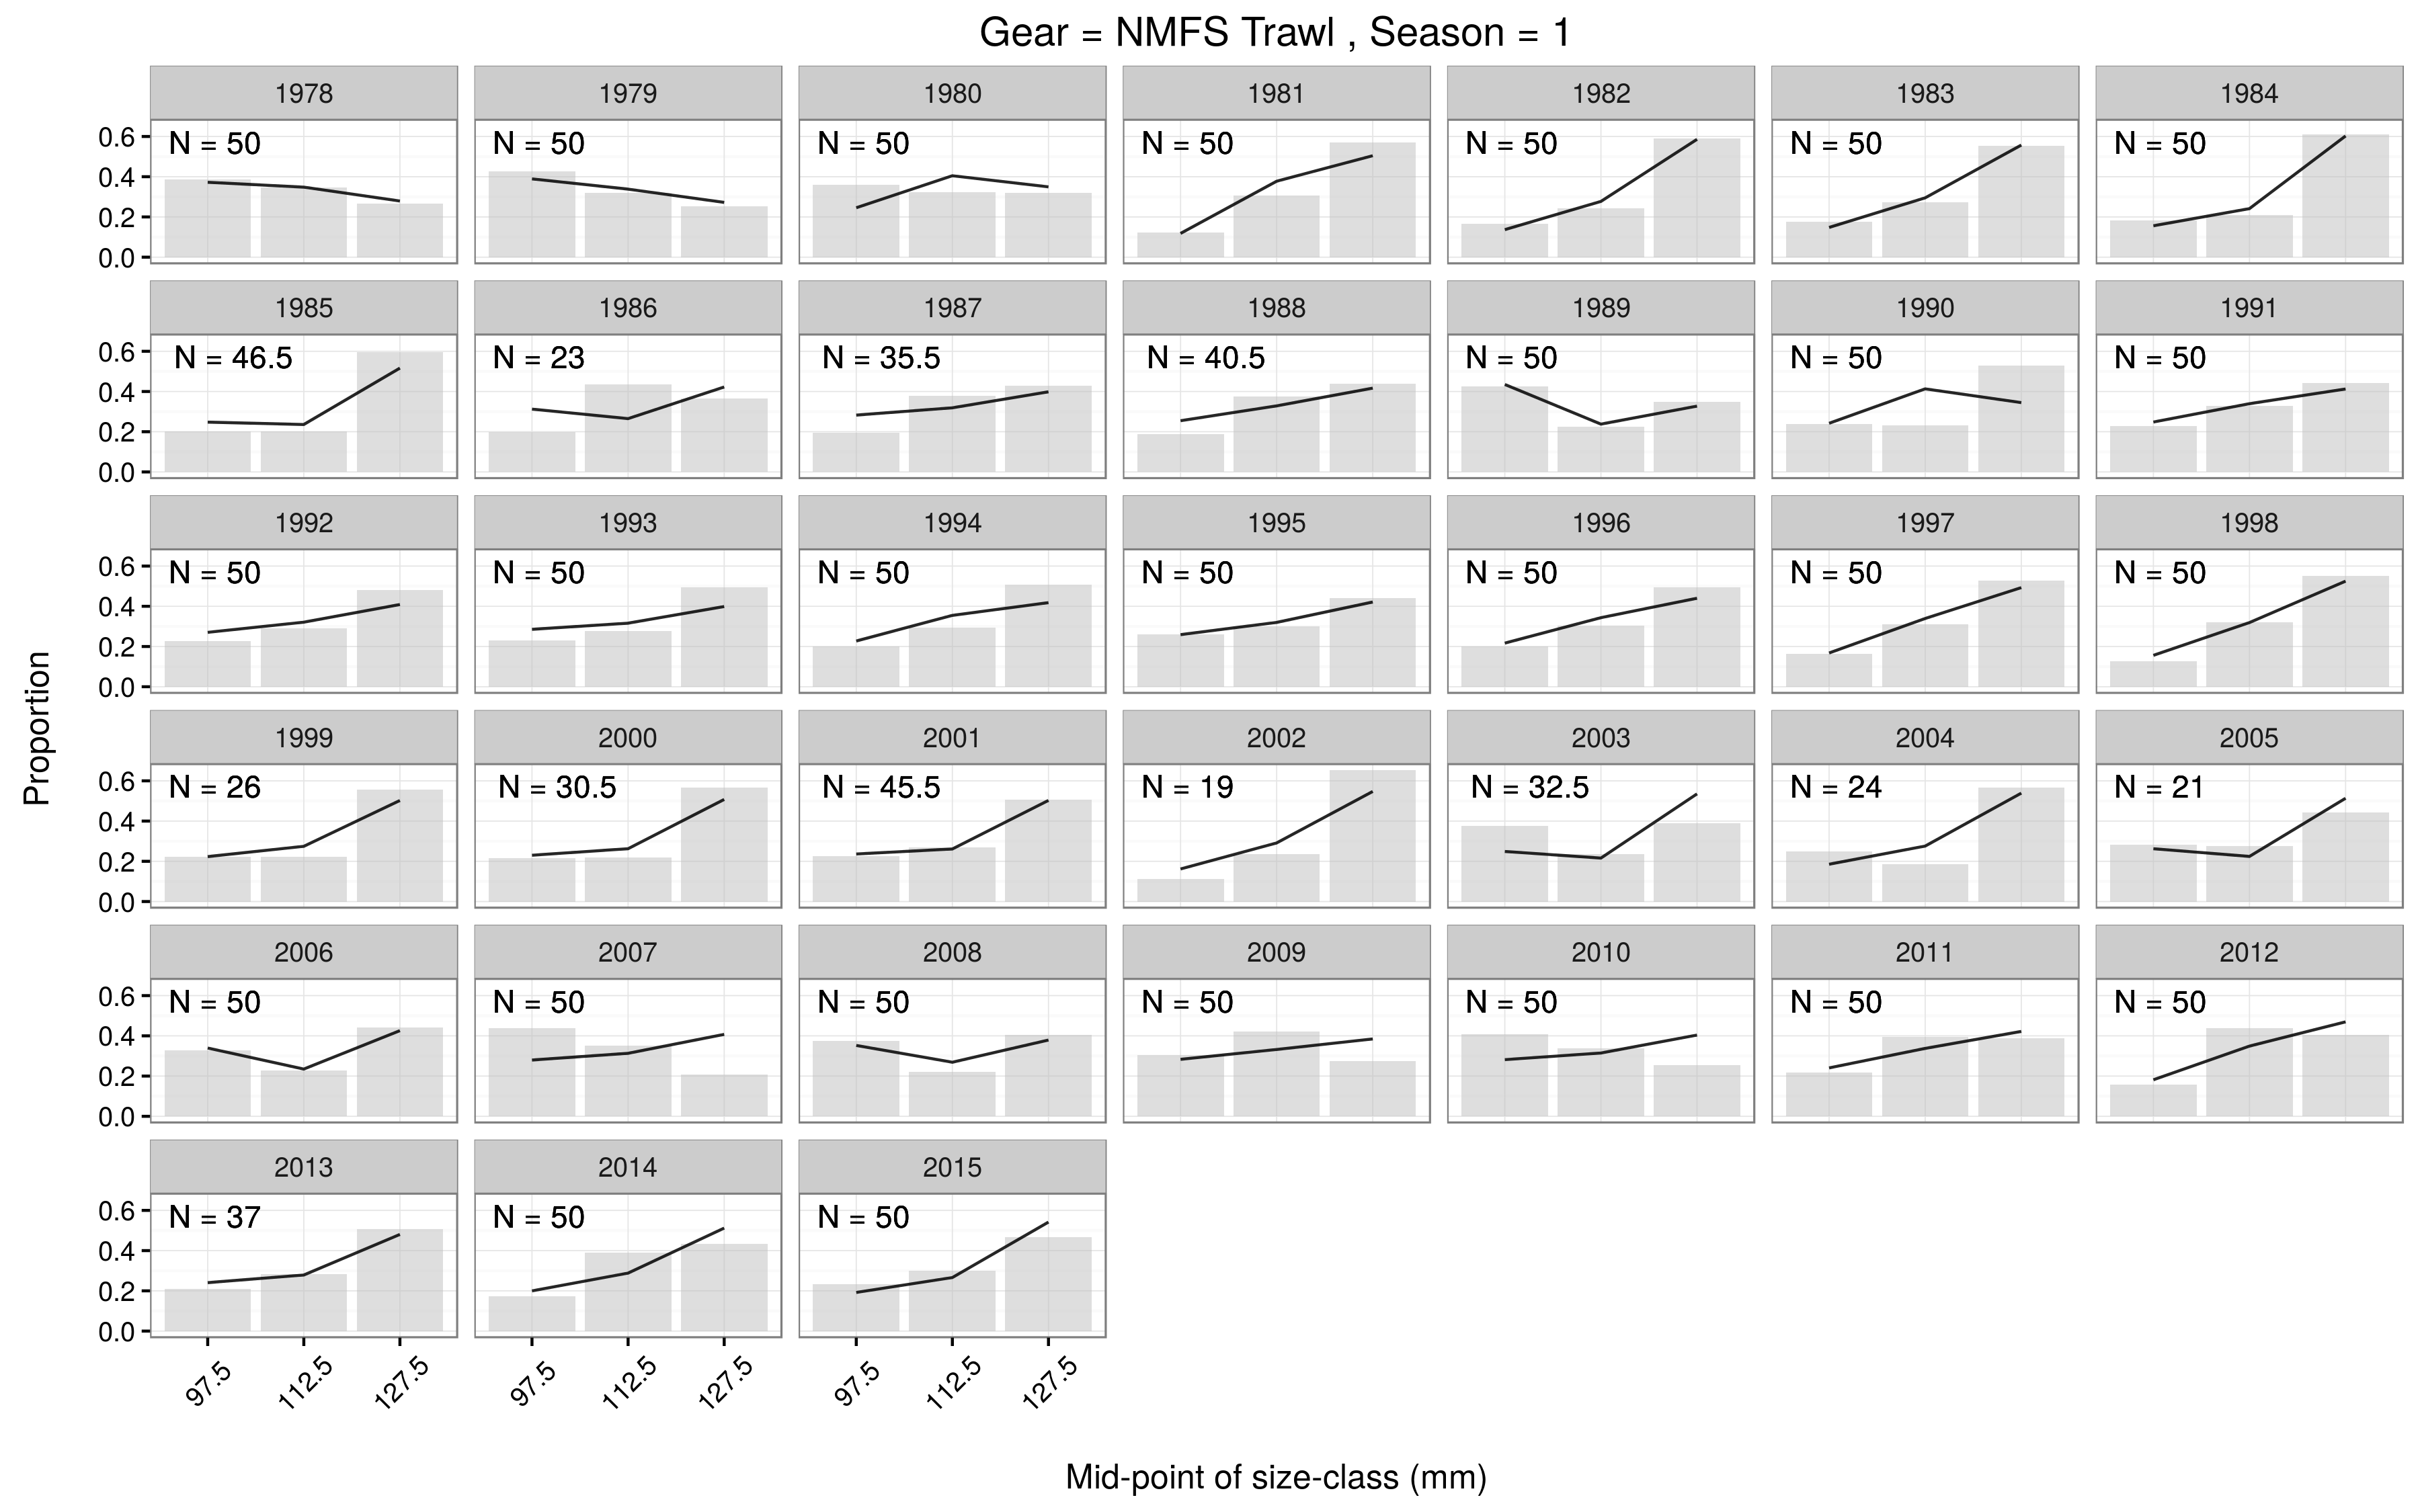 Gear = NMFS Trawl , Season = 1
1978 1979 1980 1981 1982 1983 1984
N = 50 N = 50 N = 50 N = 50 N = 50 N = 50 N = 50
0.6
0.4
0.2
0.0
1985 1986 1987 1988 1989 1990 1991
N = 46.5 N = 23 N = 35.5 N = 40.5 N = 50 N = 50 N = 50
0.6
0.4
0.2
0.0
1992 1993 1994 1995 1996 1997 1998
N = 50 N = 50 N = 50 N = 50 N = 50 N = 50 N = 50
0.6
0.4
0.2
0.0
Proportion
1999 2000 2001 2002 2003 2004 2005
N = 26 N = 30.5 N = 45.5 N = 19 N = 32.5 N = 24 N = 21
0.6
0.4
0.2
0.0
2006 2007 2008 2009 2010 2011 2012
N = 50 N = 50 N = 50 N = 50 N = 50 N = 50 N = 50
0.6
0.4
0.2
0.0
2013 2014 2015
N = 37 N = 50 N = 50
0.6
0.4
0.2
0.0
97.5 112.5 127.5 97.5 112.5 127.5 97.5 112.5 127.5
Mid-point of size-class (mm)